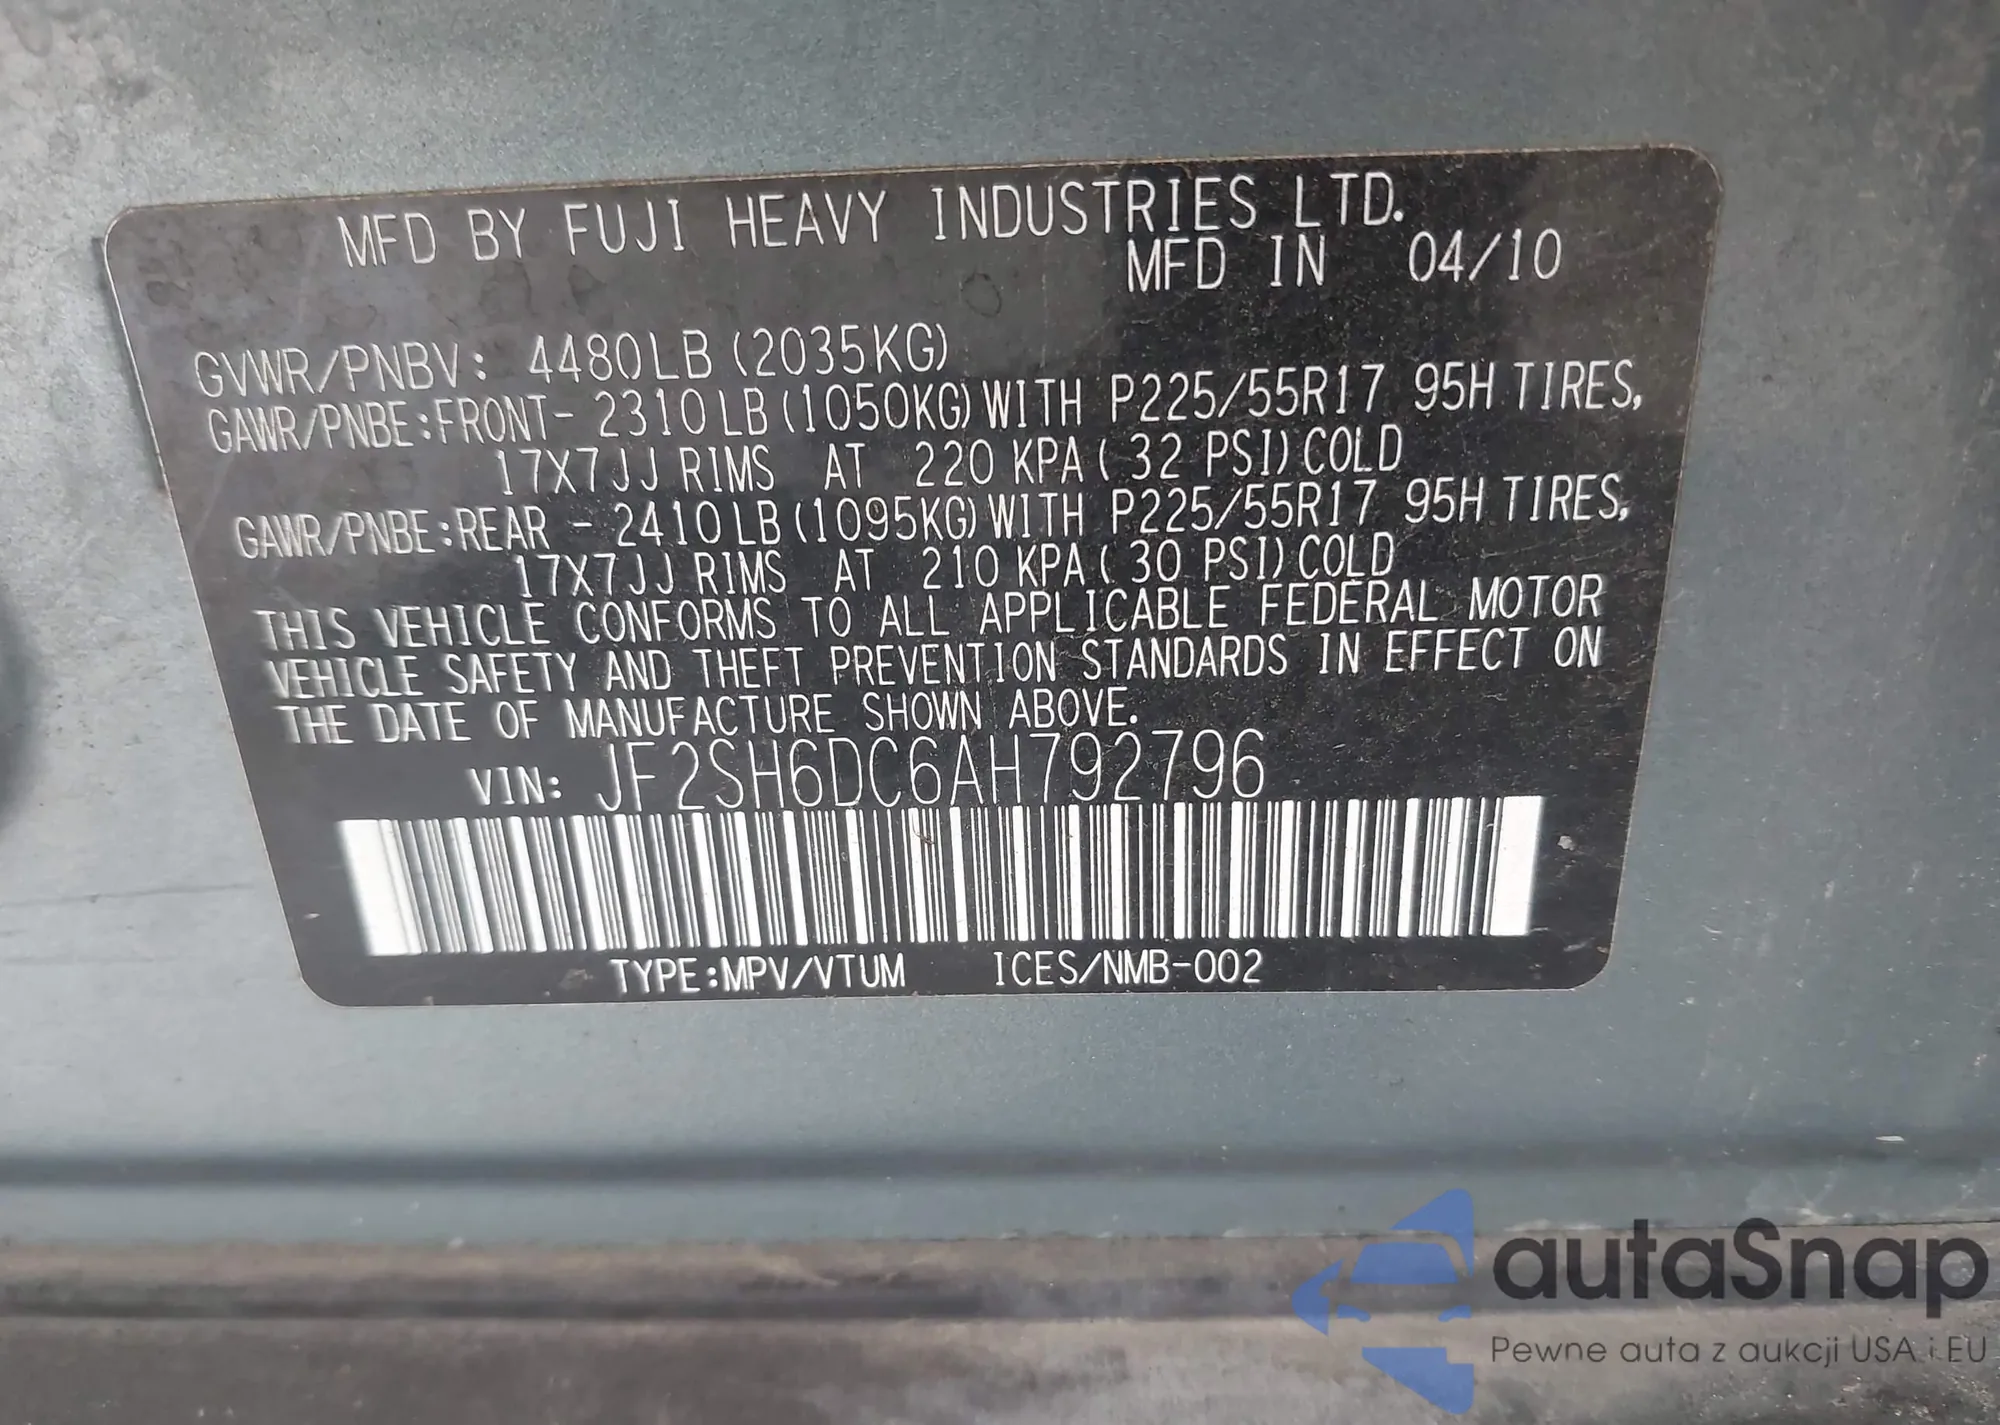 MFD BY FUJI HEAVY INDUSTRIES LTD.
MFD IN 04/10
GVWR/PNBV: 4480LB (2035KG)
GAWR/PNBE:FRONT- 2310LB(1050KG)WITH P225/55R17 95H TIRES,
17X7JJ RIMS AT 220 KPA( 32 PSI)COLD
GAWR/PNBE:REAR - 2410LB(1095KG)WITH P225/55R17 95H TIRES,
17X7JJ RIMS AT 210 KPA( 30 PSI)COLD
THIS VEHICLE CONFORMS TO ALL APPLICABLE FEDERAL MOTOR
VEHICLE SAFETY AND THEFT PREVENTION STANDARDS IN EFFECT ON
THE DATE OF MANUFACTURE SHOWN ABOVE.
VIN: JF2SH6DC6AH792796
TYPE:MPV/VTUM ICES/NMB-002
autaSnap
Pewne auta z aukcji USA i EU